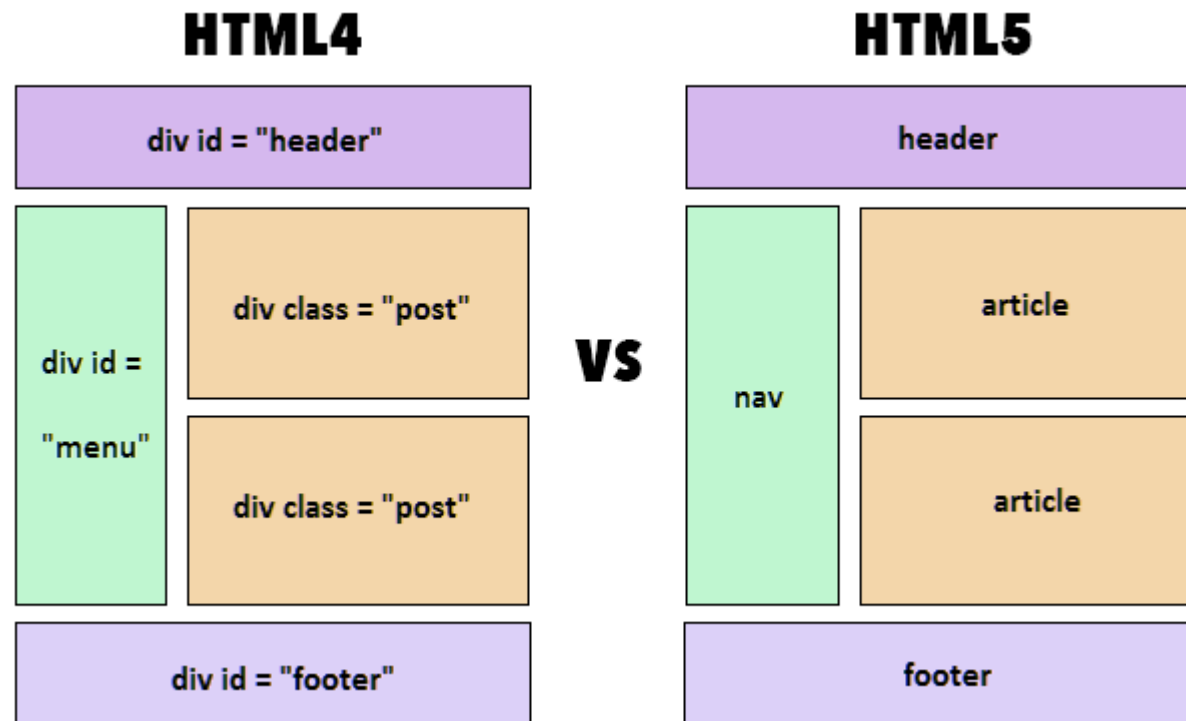 HTML4
div id = "header"
div id =
"menu"
div class = "post"
div class = "post"
div id = "footer"
VS
HTML5
header
nav
article
article
footer